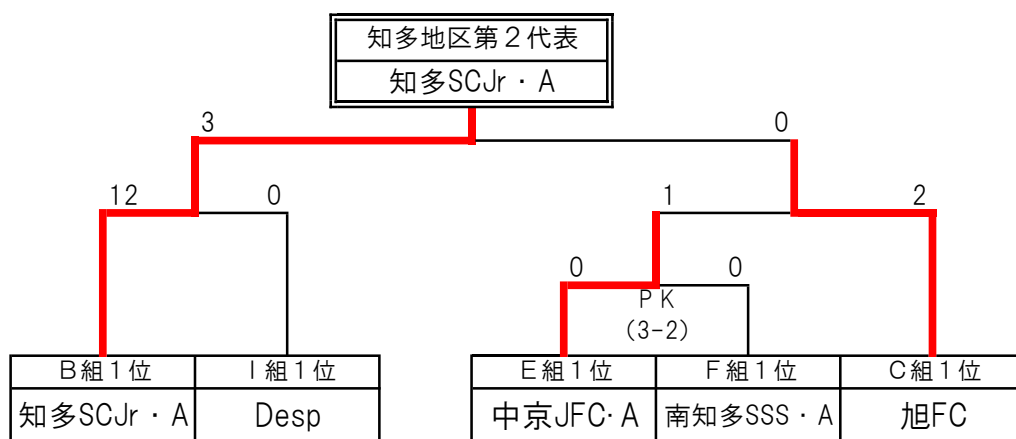 知多地区第２代表
知多SCJr・A
3 0
12 0 1 2
0 0
ＰＫ
(3-2)
Ｂ組１位 Ｉ組１位 Ｅ組１位 Ｆ組１位 Ｃ組１位
知多SCJr・A Desp 中京JFC・A 南知多SSS・A 旭FC